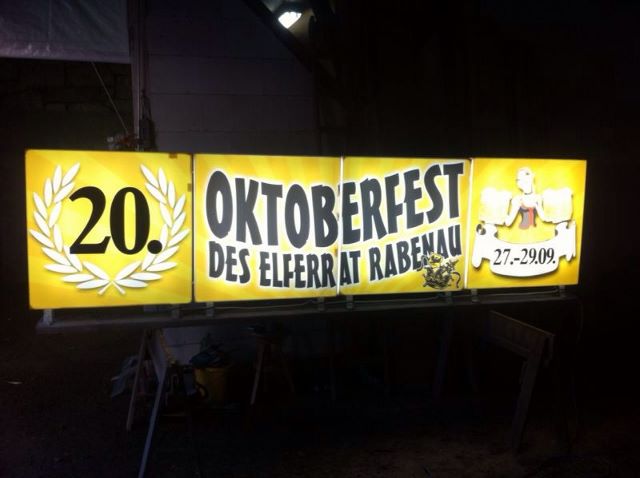 20.
OKTOBERFEST
DES ELFERRAT RABENAU
27.-29.09.